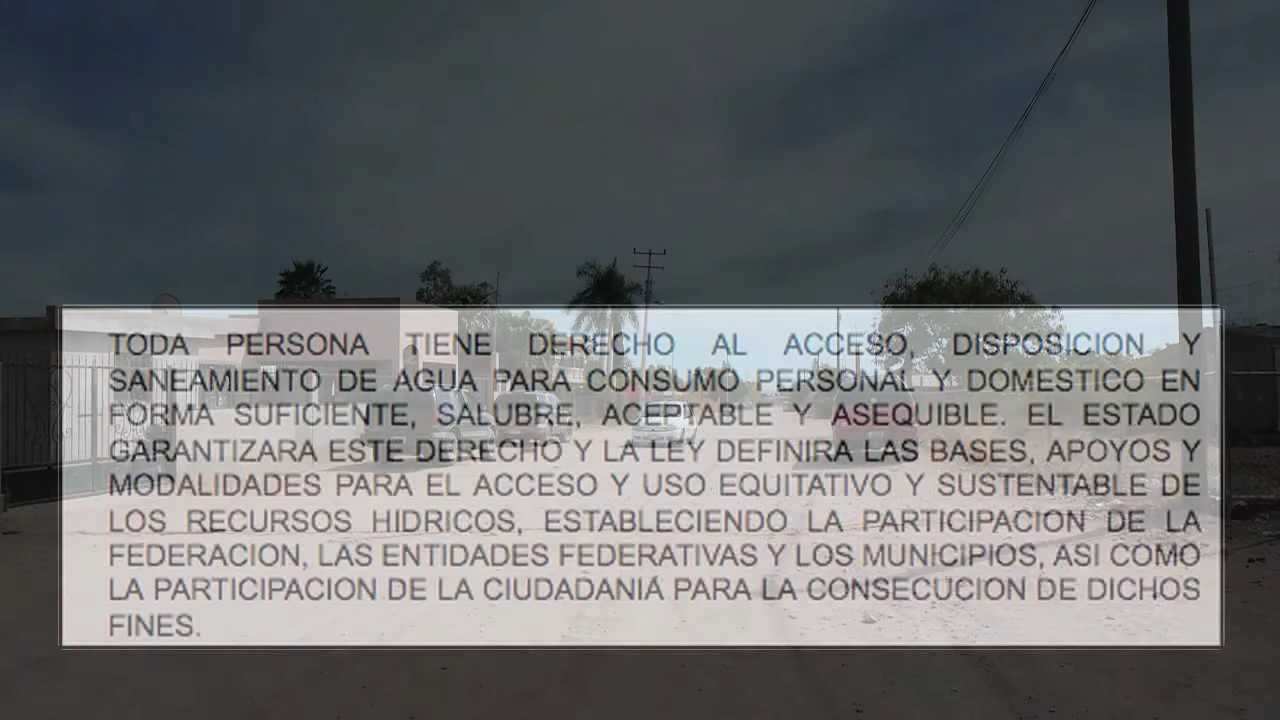 TODA PERSONA TIENE DERECHO AL ACCESO, DISPOSICION Y
SANEAMIENTO DE AGUA PARA CONSUMO PERSONAL Y DOMESTICO EN
FORMA SUFICIENTE, SALUBRE, ACEPTABLE Y ASEQUIBLE. EL ESTADO
GARANTIZARA ESTE DERECHO Y LA LEY DEFINIRA LAS BASES, APOYOS Y
MODALIDADES PARA EL ACCESO Y USO EQUITATIVO Y SUSTENTABLE DE
LOS RECURSOS HIDRICOS, ESTABLECIENDO LA PARTICIPACION DE LA
FEDERACION, LAS ENTIDADES FEDERATIVAS Y LOS MUNICIPIOS, ASI COMO
LA PARTICIPACION DE LA CIUDADANIÁ PARA LA CONSECUCION DE DICHOS
FINES.